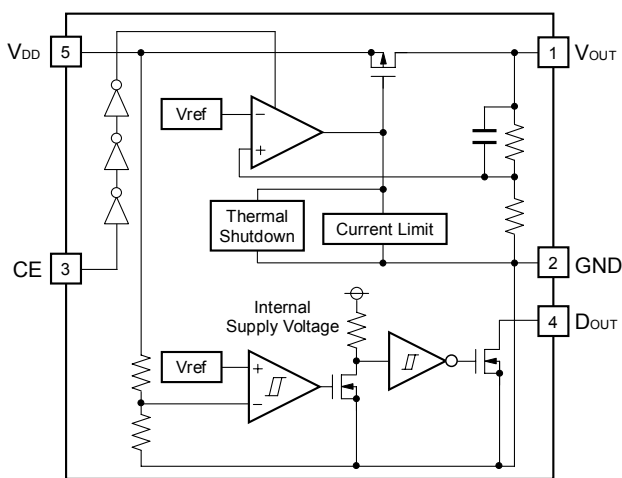 VDD
5
1
VOUT
Vref
−
+
Thermal
Shutdown
Current Limit
CE
3
2
GND
Internal
Supply Voltage
4
DOUT
Vref
+
−